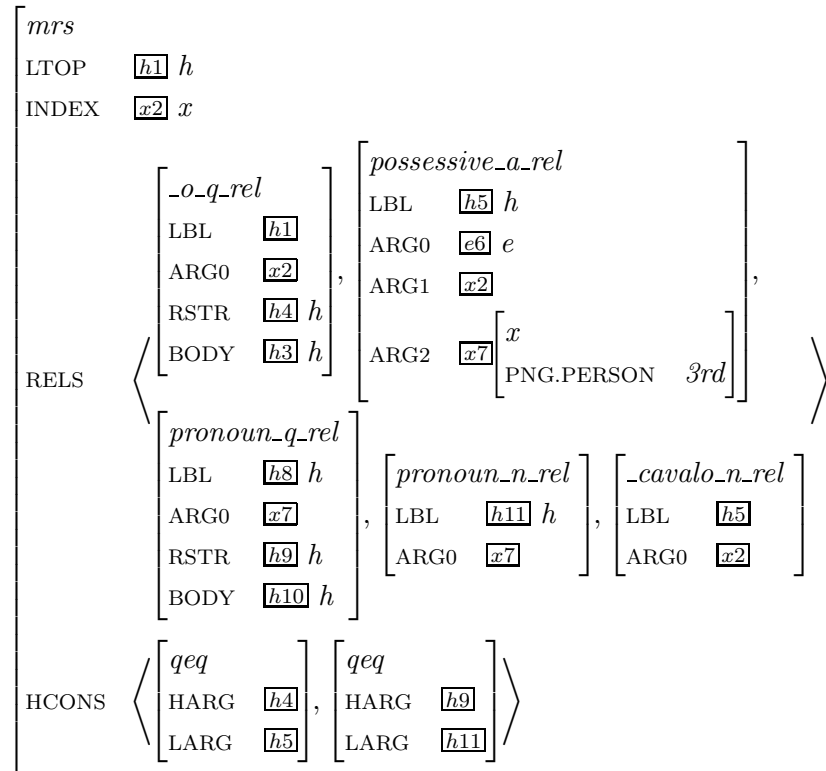 mrs
LTOP h1 h
INDEX x2 x
RELS ⟨ [ _o_q_rel
LBL h1
ARG0 x2
RSTR h4 h
BODY h3 h ] , [ possessive_a_rel
LBL h5 h
ARG0 e6 e
ARG1 x2
ARG2 x7 [ x
PNG.PERSON 3rd ] ] ,
[ pronoun_q_rel
LBL h8 h
ARG0 x7
RSTR h9 h
BODY h10 h ] , [ pronoun_n_rel
LBL h11 h
ARG0 x7 ] , [ _cavalo_n_rel
LBL h5
ARG0 x2 ] ⟩
HCONS ⟨ [ qeq
HARG h4
LARG h5 ] , [ qeq
HARG h9
LARG h11 ] ⟩